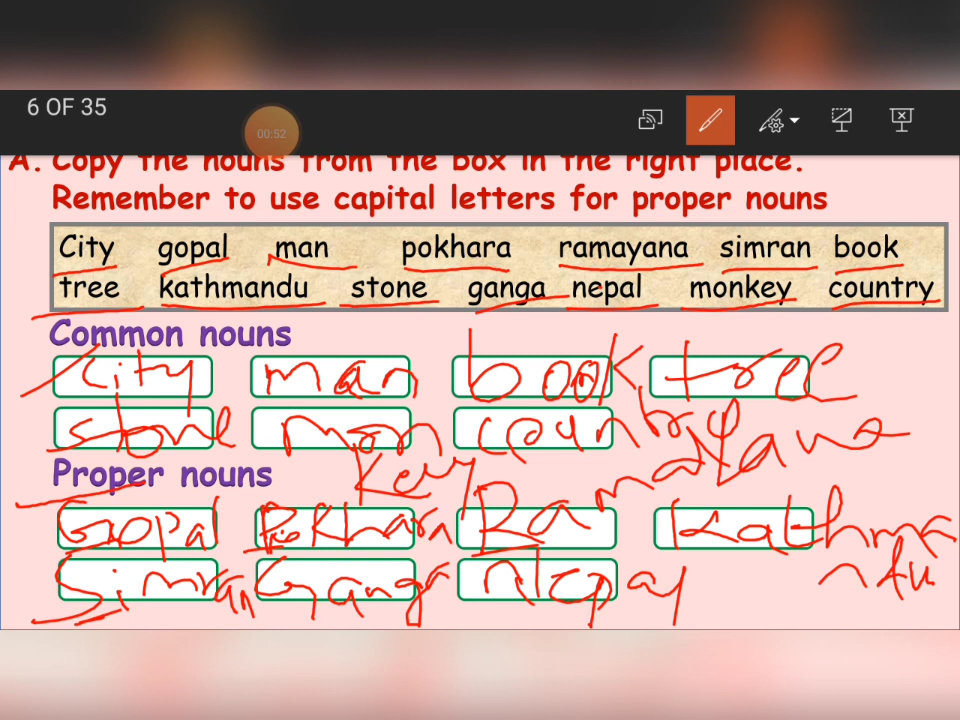 6 OF 35
00:52
A. Copy the nouns from the box in the right place.
Remember to use capital letters for proper nouns
City gopal man pokhara ramayana simran book
tree kathmandu stone ganga nepal monkey country
Common nouns
City man book tree
stone monkey country
Proper nouns
Gopal Pokhara Ramayana Kathmandu
Simran Ganga Nepal